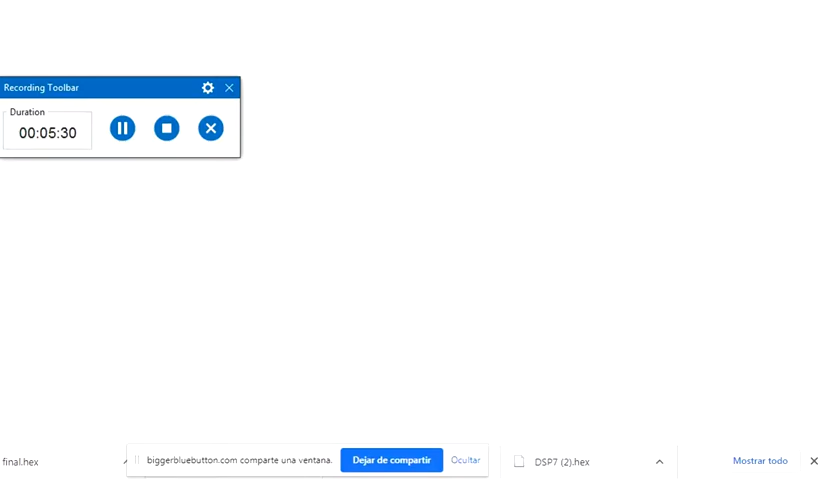 Recording Toolbar
Duration
00:05:30
final.hex
biggerbluebutton.com comparte una ventana.
Dejar de compartir
Ocultar
DSP7 (2).hex
Mostrar todo